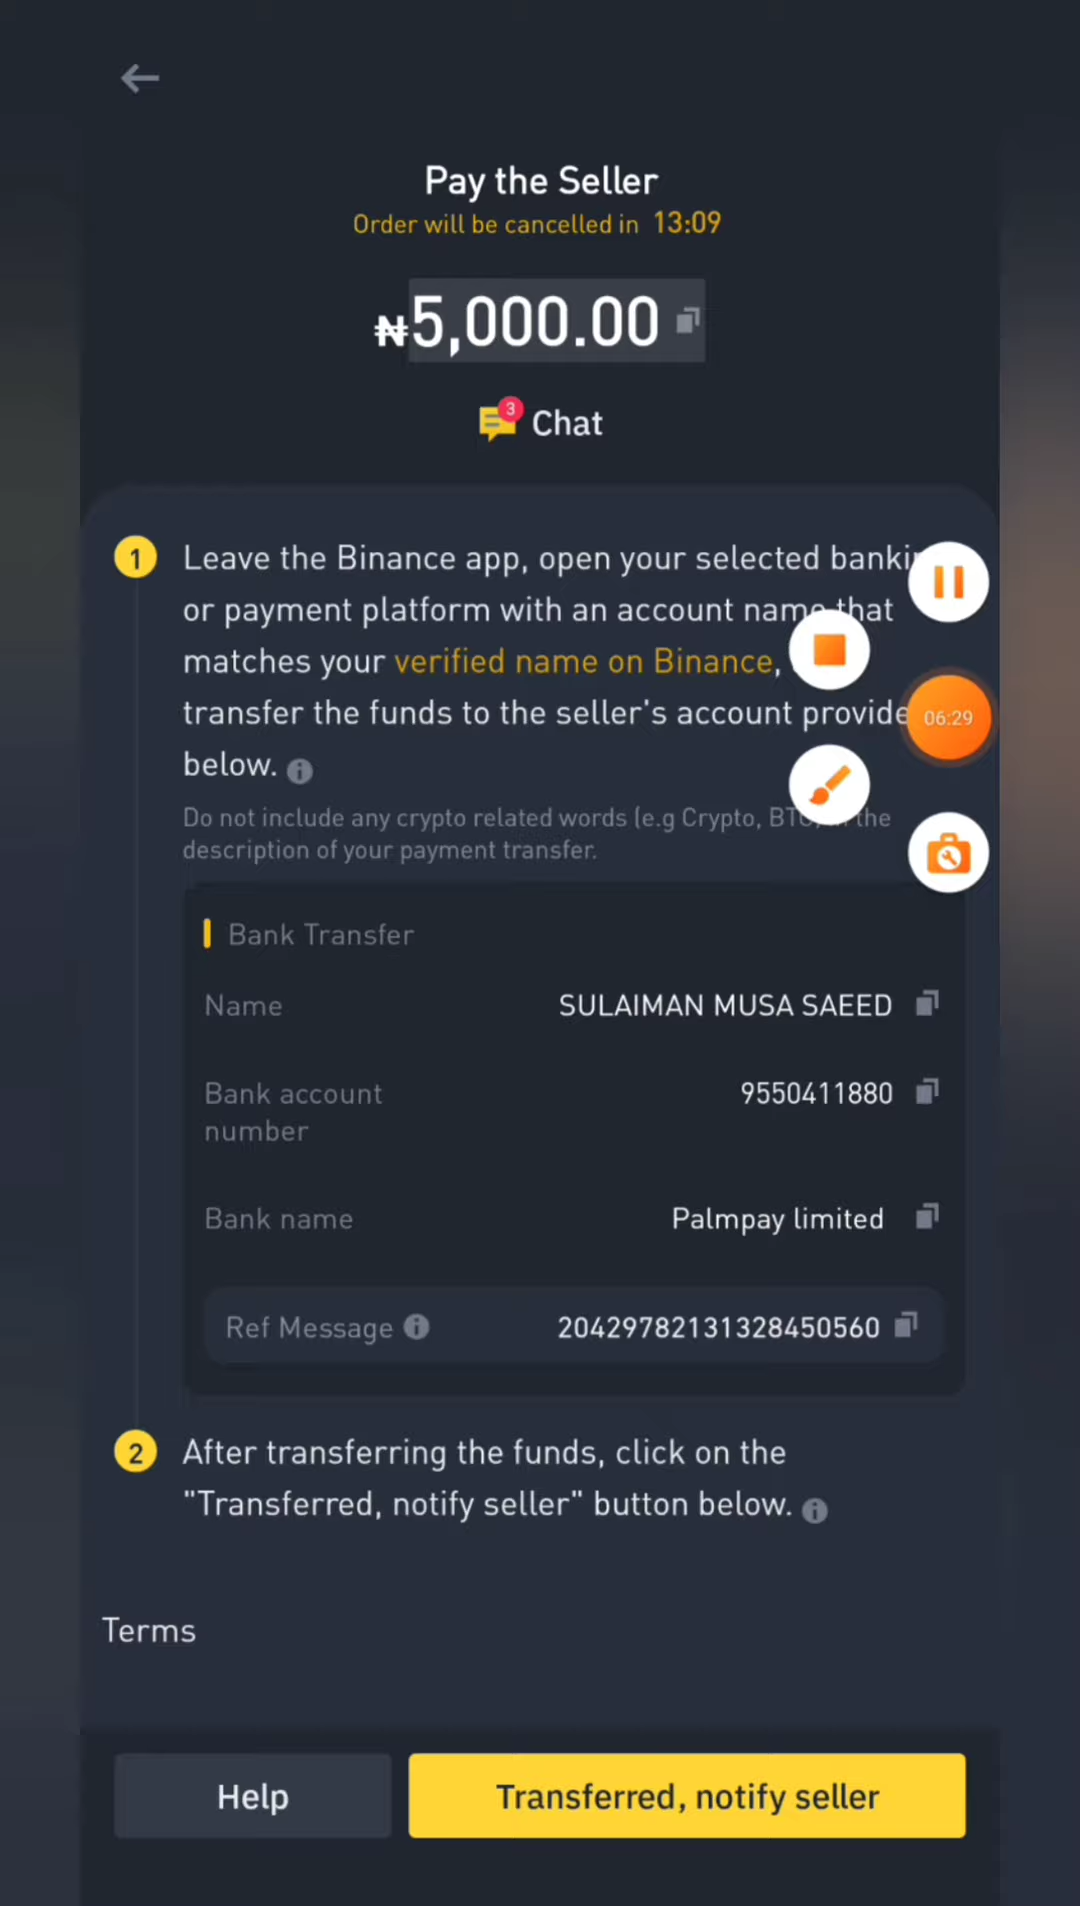 Pay the Seller
Order will be cancelled in 13:09
₦5,000.00
3
Chat
1
Leave the Binance app, open your selected
or payment platform with an account name that
matches your verified name on Binance,
transfer the funds to the seller's account
below.
06:29
Do not include any crypto related words (e.g Crypto, the
description of your payment transfer.
Bank Transfer
Name SULAIMAN MUSA SAEED
Bank account 9550411880
number
Bank name Palmpay limited
Ref Message 20429782131328450560
2
After transferring the funds, click on the
"Transferred, notify seller" button below.
Terms
Help
Transferred, notify seller